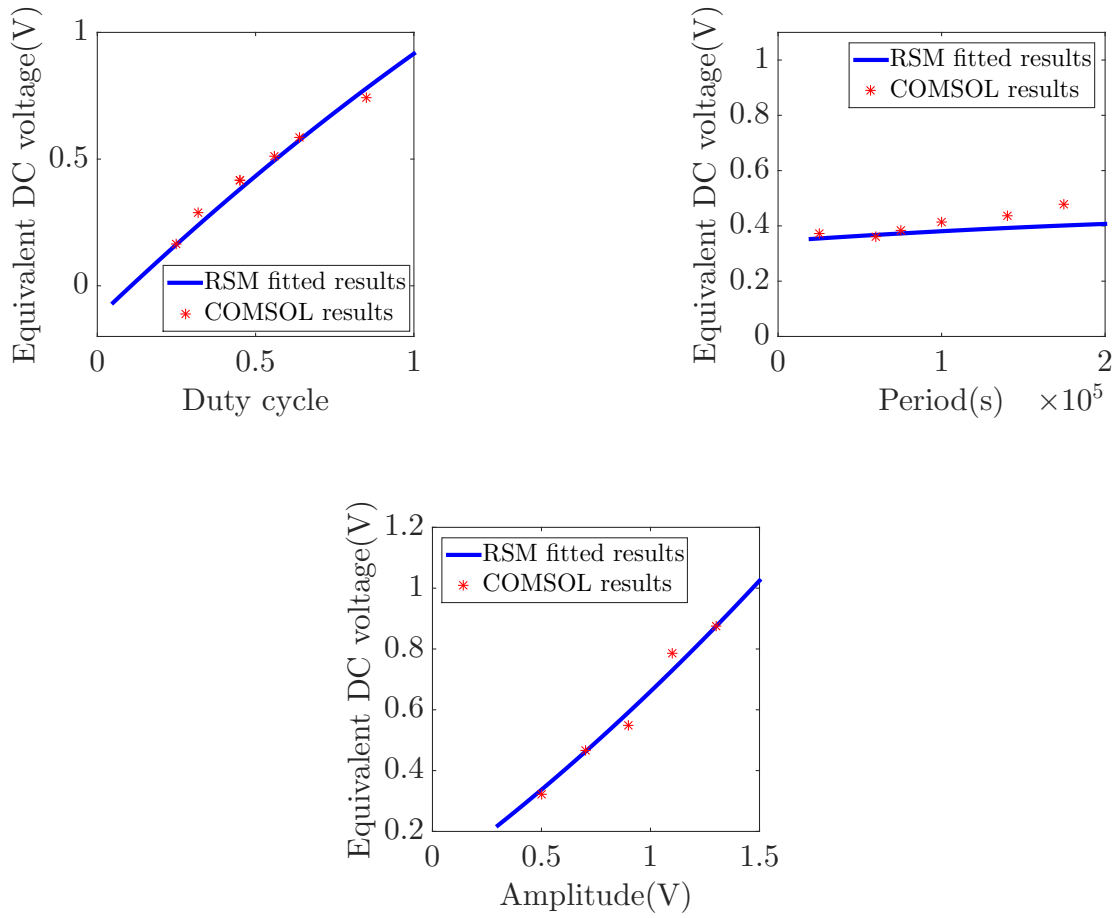 Equivalent DC voltage(V)
1
0.5
0
RSM fitted results
COMSOL results
0 0.5 1
Duty cycle
Equivalent DC voltage(V)
1
0.8
0.6
0.4
0.2
0
RSM fitted results
COMSOL results
0 1 2
Period(s) ×10^5
Equivalent DC voltage(V)
1.2
1
0.8
0.6
0.4
0.2
RSM fitted results
COMSOL results
0 0.5 1 1.5
Amplitude(V)